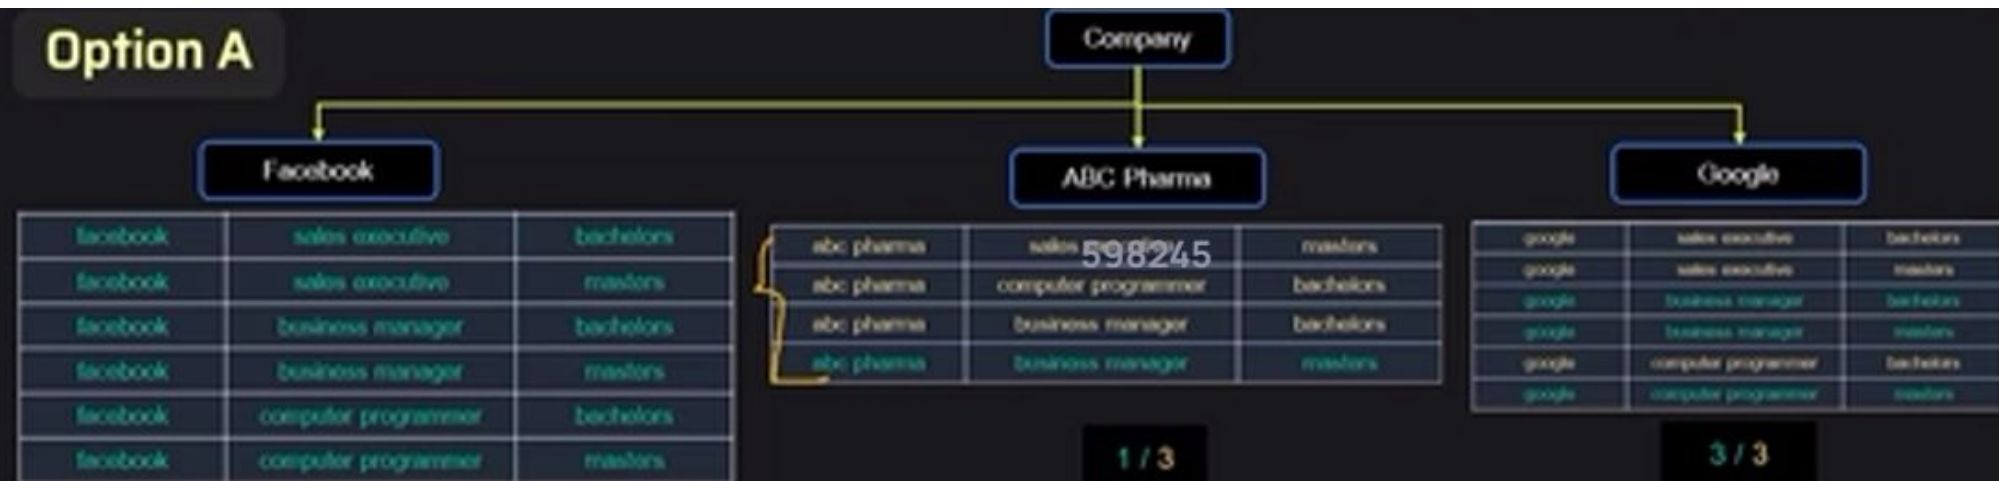 Option A
Company
Facebook
ABC Pharma
Google
facebook sales executive bachelors
facebook sales executive masters
facebook business manager bachelors
facebook business manager masters
facebook computer programmer bachelors
facebook computer programmer masters
abc pharma sales executive masters
598245
abc pharma computer programmer bachelors
abc pharma business manager bachelors
abc pharma business manager masters
1 / 3
google sales executive bachelors
google sales executive masters
google business manager bachelors
google business manager masters
google computer programmer bachelors
google computer programmer masters
3 / 3